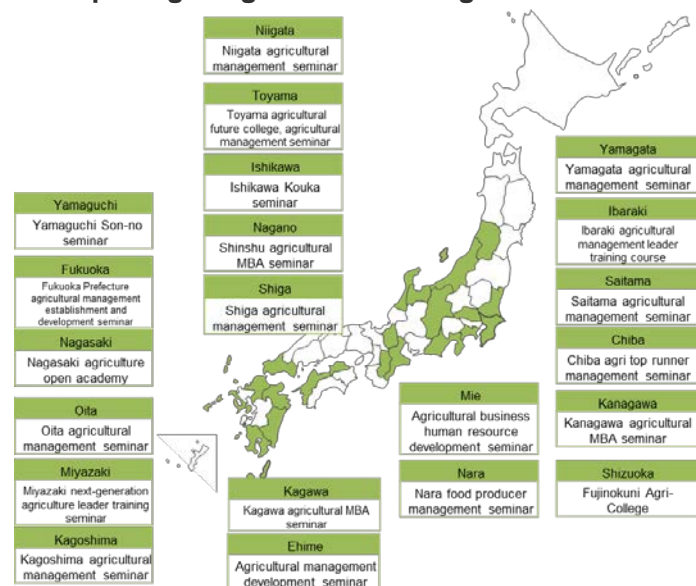 Niigata
Niigata agricultural
management seminar
Toyama
Toyama agricultural
future college, agricultural
management seminar
Ishikawa
Ishikawa Kouka
seminar
Nagano
Shinshu agricultural
MBA seminar
Shiga
Shiga agricultural
management seminar
Yamaguchi
Yamaguchi Son-no
seminar
Fukuoka
Fukuoka Prefecture
agricultural management
establishment and
development seminar
Nagasaki
Nagasaki agriculture
open academy
Oita
Oita agricultural
management seminar
Miyazaki
Miyazaki next-generation
agriculture leader training
seminar
Kagoshima
Kagoshima agricultural
management seminar
Kagawa
Kagawa agricultural MBA
seminar
Ehime
Agricultural management
development seminar
Mie
Agricultural business
human resource
development seminar
Nara
Nara food producer
management seminar
Yamagata
Yamagata agricultural
management seminar
Ibaraki
Ibaraki agricultural
management leader
training course
Saitama
Saitama agricultural
management seminar
Chiba
Chiba agri top runner
management seminar
Kanagawa
Kanagawa agricultural
MBA seminar
Shizuoka
Fujinokuni Agri-
College